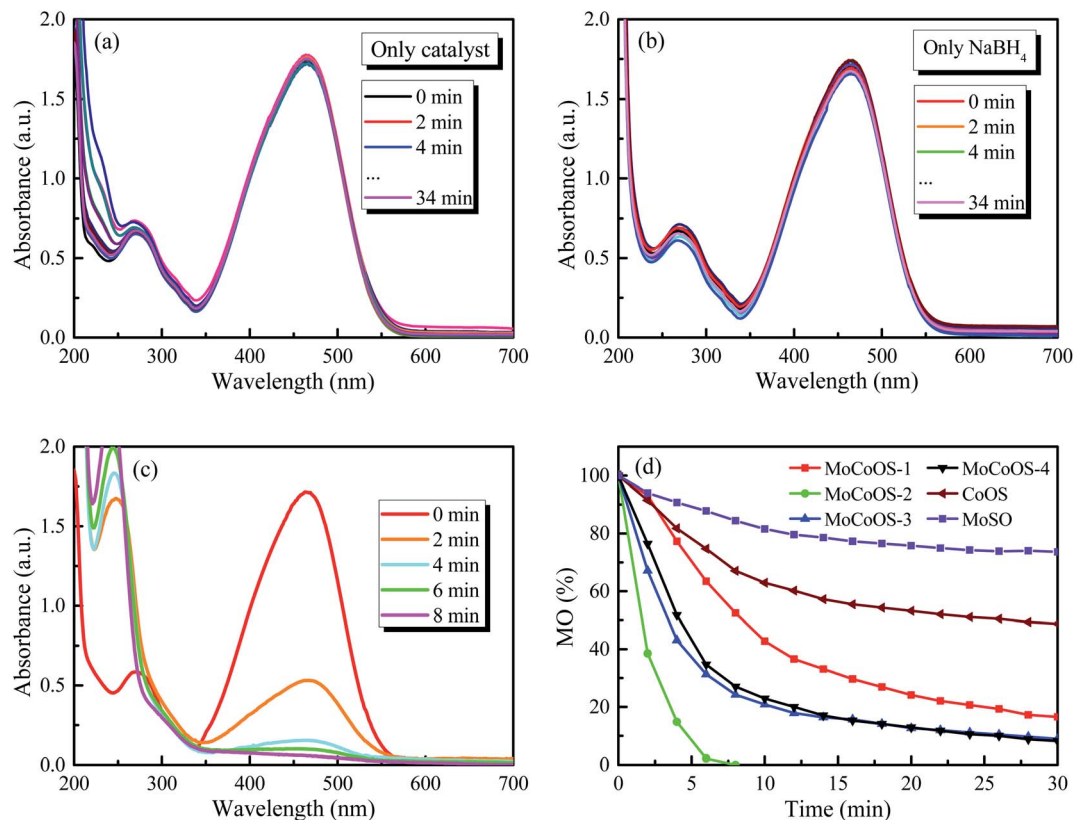 2.0
(a)
Only catalyst
0 min
2 min
4 min
...
34 min
1.5
1.0
0.5
0.0
Absorbance (a.u.)
200 300 400 500 600 700
Wavelength (nm)
2.0
(b)
Only NaBH₄
0 min
2 min
4 min
...
34 min
1.5
1.0
0.5
0.0
Absorbance (a.u.)
200 300 400 500 600 700
Wavelength (nm)
2.0
(c)
0 min
2 min
4 min
6 min
8 min
1.5
1.0
0.5
0.0
Absorbance (a.u.)
200 300 400 500 600 700
Wavelength (nm)
(d)
MoCoOS-1
MoCoOS-2
MoCoOS-3
MoCoOS-4
CoOS
MoSO
100
80
60
40
20
0
MO (%)
0 5 10 15 20 25 30
Time (min)